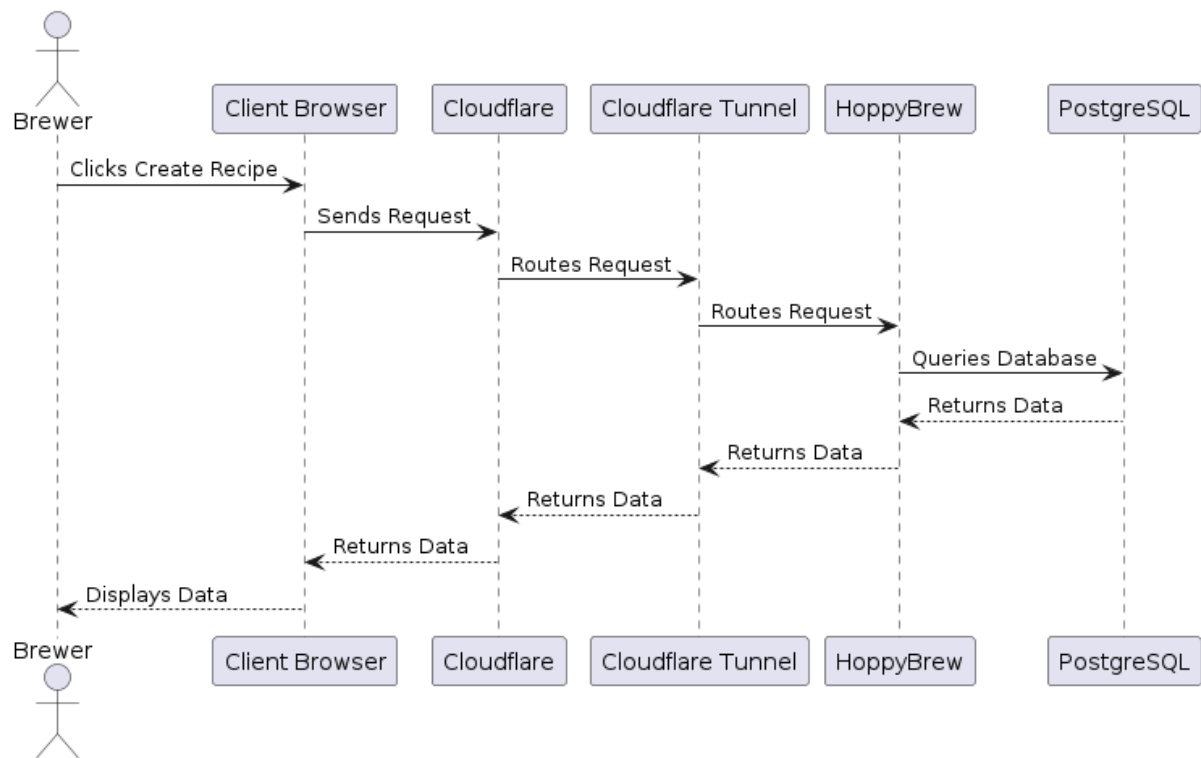 Brewer
Client Browser
Cloudflare
Cloudflare Tunnel
HoppyBrew
PostgreSQL
Clicks Create Recipe
Sends Request
Routes Request
Routes Request
Queries Database
Returns Data
Returns Data
Returns Data
Returns Data
Displays Data
Brewer
Client Browser
Cloudflare
Cloudflare Tunnel
HoppyBrew
PostgreSQL